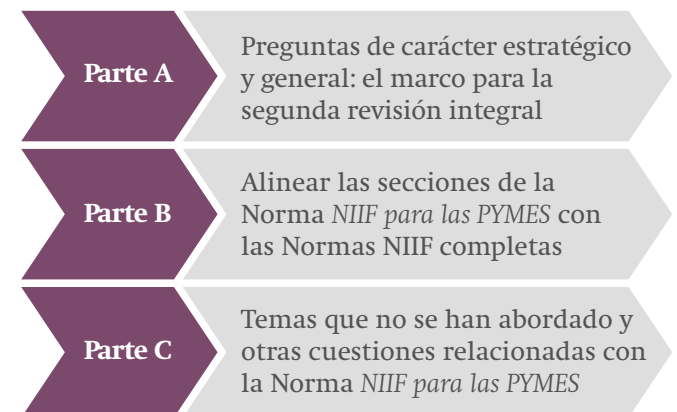 Parte A
Preguntas de carácter estratégico
y general: el marco para la
segunda revisión integral
Parte B
Alinear las secciones de la
Norma NIIF para las PYMES con
las Normas NIIF completas
Parte C
Temas que no se han abordado y
otras cuestiones relacionadas con
la Norma NIIF para las PYMES